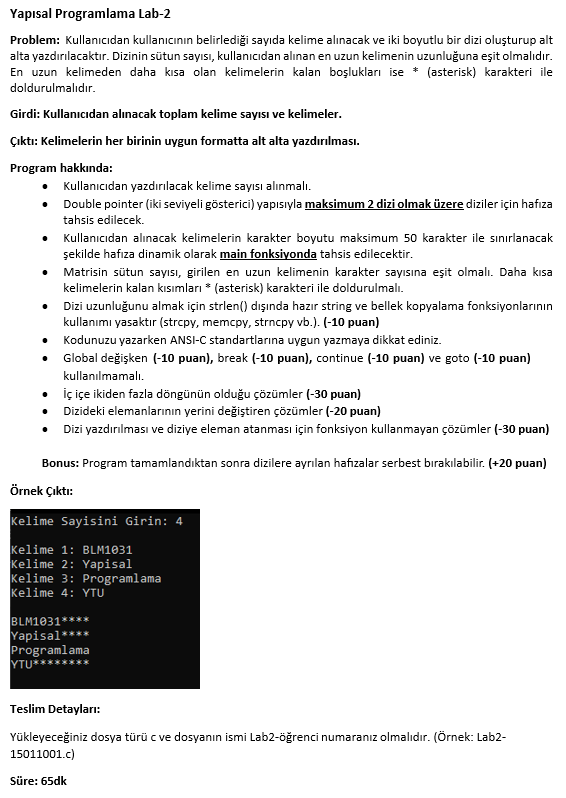 Yapısal Programlama Lab-2
Problem: Kullanıcıdan kullanıcının belirlediği sayıda kelime alınacak ve iki boyutlu bir dizi oluşturup alt
alta yazdırılacaktır. Dizinin sütun sayısı, kullanıcıdan alınan en uzun kelimenin uzunluğuna eşit olmalıdır.
En uzun kelimeden daha kısa olan kelimelerin kalan boşlukları ise * (asterisk) karakteri ile
doldurulmalıdır.
Girdi: Kullanıcıdan alınacak toplam kelime sayısı ve kelimeler.
Çıktı: Kelimelerin her birinin uygun formatta alt alta yazdırılması.
Program hakkında:
• Kullanıcıdan yazdırılacak kelime sayısı alınmalı.
• Double pointer (iki seviyeli gösterici) yapısıyla maksimum 2 dizi olmak üzere diziler için hafıza
tahsis edilecek.
• Kullanıcıdan alınacak kelimelerin karakter boyutu maksimum 50 karakter ile sınırlanacak
şekilde hafıza dinamik olarak main fonksiyonda tahsis edilecektir.
• Matrisin sütun sayısı, girilen en uzun kelimenin karakter sayısına eşit olmalı. Daha kısa
kelimelerin kalan kısımları * (asterisk) karakteri ile doldurulmalı.
• Dizi uzunluğunu almak için strlen() dışında hazır string ve bellek kopyalama fonksiyonlarının
kullanımı yasaktır (strcpy, memcpy, strncpy vb.). (-10 puan)
• Kodunuzu yazarken ANSI-C standartlarına uygun yazmaya dikkat ediniz.
• Global değişken (-10 puan), break (-10 puan), continue (-10 puan) ve goto (-10 puan)
kullanılmamalı.
• İç içe ikiden fazla döngünün olduğu çözümler (-30 puan)
• Dizideki elemanlarının yerini değiştiren çözümler (-20 puan)
• Dizi yazdırılması ve diziye eleman atanması için fonksiyon kullanmayan çözümler (-30 puan)
Bonus: Program tamamlandıktan sonra dizilere ayrılan hafızalar serbest bırakılabilir. (+20 puan)
Örnek Çıktı:
Kelime Sayisini Girin: 4
Kelime 1: BLM1031
Kelime 2: Yapisal
Kelime 3: Programlama
Kelime 4: YTU
BLM1031****
Yapisal****
Programlama
YTU********
Teslim Detayları:
Yükleyeceğiniz dosya türü c ve dosyanın ismi Lab2-öğrenci numaranız olmalıdır. (Örnek: Lab2-
15011001.c)
Süre: 65dk